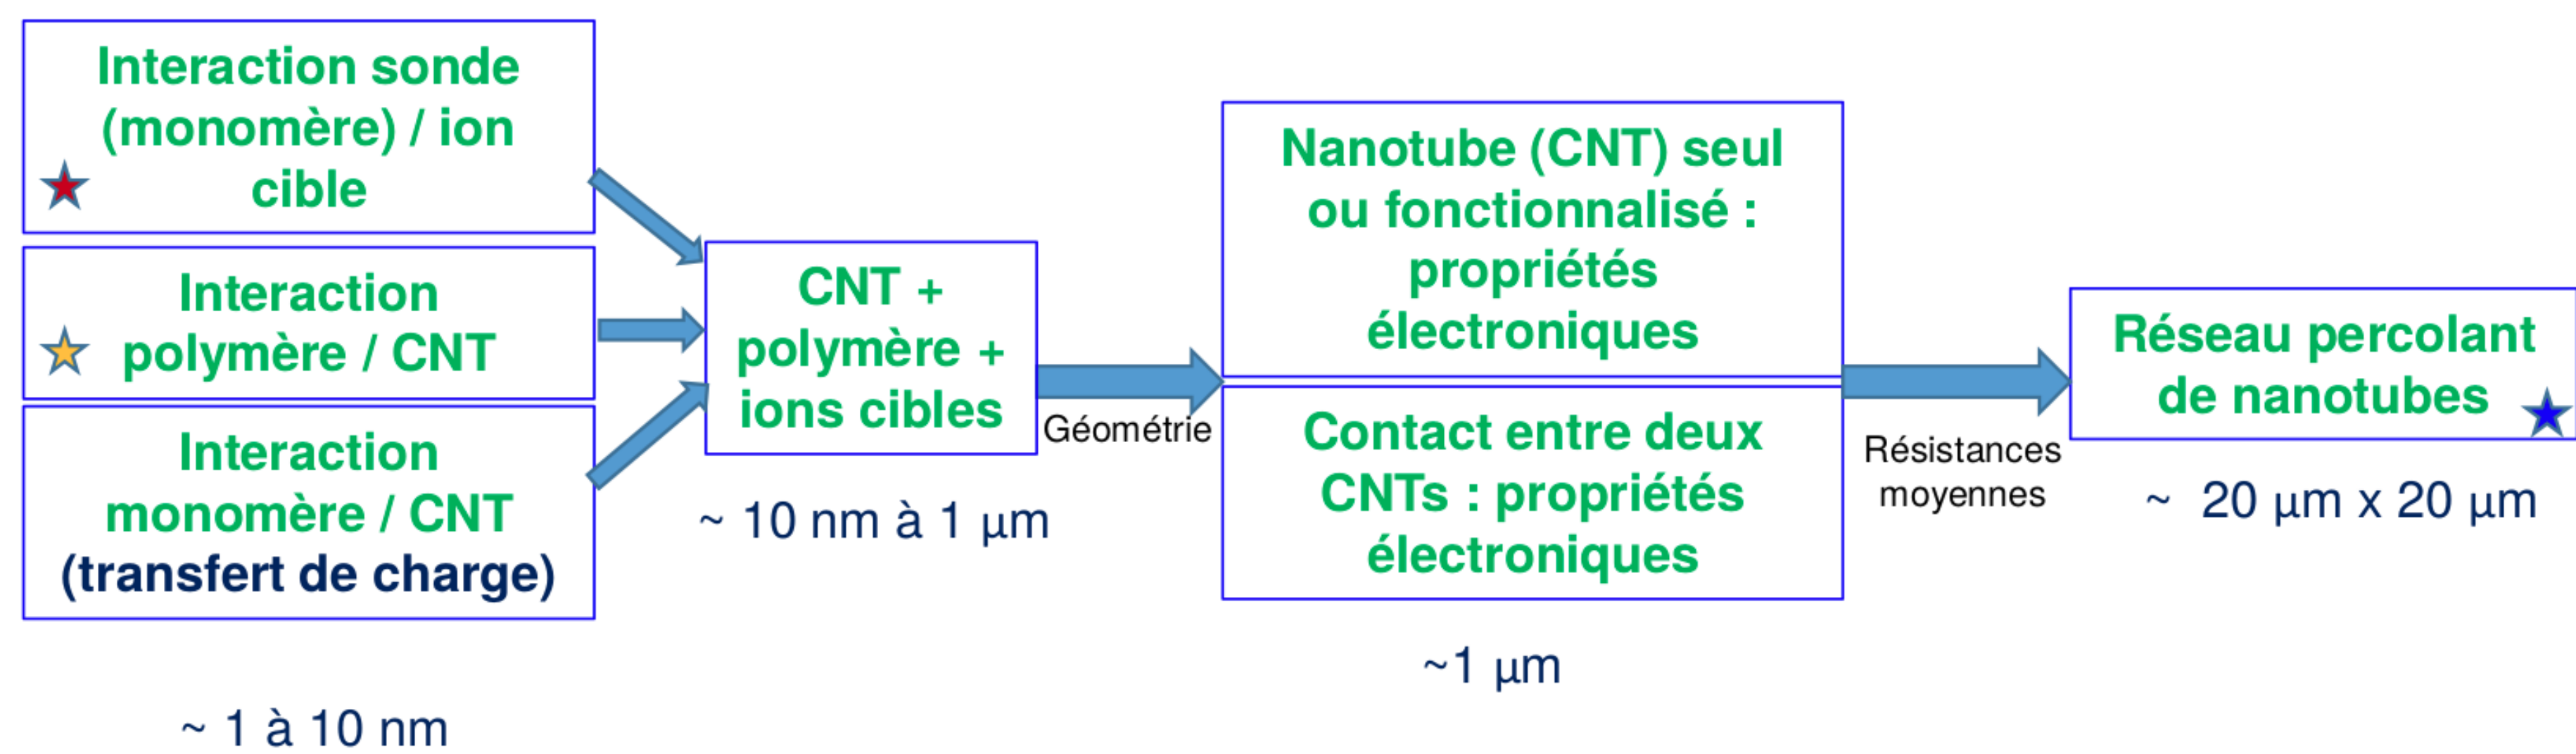 Interaction sonde
(monomère) / ion
cible
Interaction
polymère / CNT
Interaction
monomère / CNT
(transfert de charge)
~ 1 à 10 nm
CNT +
polymère +
ions cibles
~ 10 nm à 1 µm
Géométrie
Nanotube (CNT) seul
ou fonctionnalisé :
propriétés
électroniques
Contact entre deux
CNTs : propriétés
électroniques
~1 µm
Résistances
moyennes
Réseau percolant
de nanotubes
~ 20 µm x 20 µm